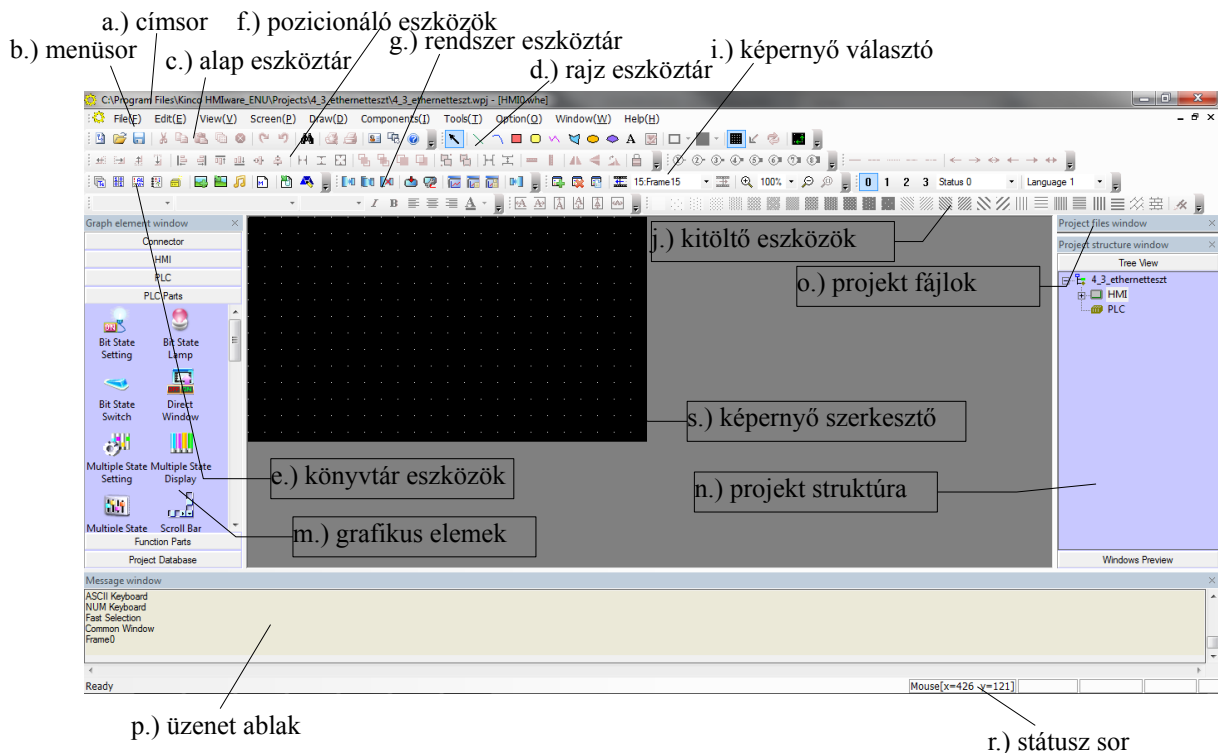 a.) címsor
f.) pozicionáló eszközök
b.) menüsor
c.) alap eszköztár
g.) rendszer eszköztár
d.) rajz eszköztár
i.) képernyő választó
C:\Program Files\Kinco HMIware_ENU\Projects\4_3_ethernetteszt\4_3_ethernetteszt.wpj - [HMI0.whe]
File(F) Edit(E) View(V) Screen(P) Draw(D) Components(I) Tools(T) Option(O) Window(W) Help(H)
15:Frame15 100% 0 1 2 3 Status 0 Language 1
Graph element window
Connector
HMI
PLC
PLC Parts
Bit State Setting
Bit State Lamp
Bit State Switch
Direct Window
Multiple State Setting
Multiple State Display
Multiple State
Scroll Bar
Function Parts
Project Database
j.) kitöltő eszközök
o.) projekt fájlok
s.) képernyő szerkesztő
e.) könyvtár eszközök
n.) projekt struktúra
m.) grafikus elemek
Project files window
Project structure window
Tree View
4_3_ethernetteszt
HMI
PLC
Windows Preview
Message window
ASCII Keyboard
NUM Keyboard
Fast Selection
Common Window
Frame0
Ready
Mouse[x=426 y=121]
p.) üzenet ablak
r.) státusz sor